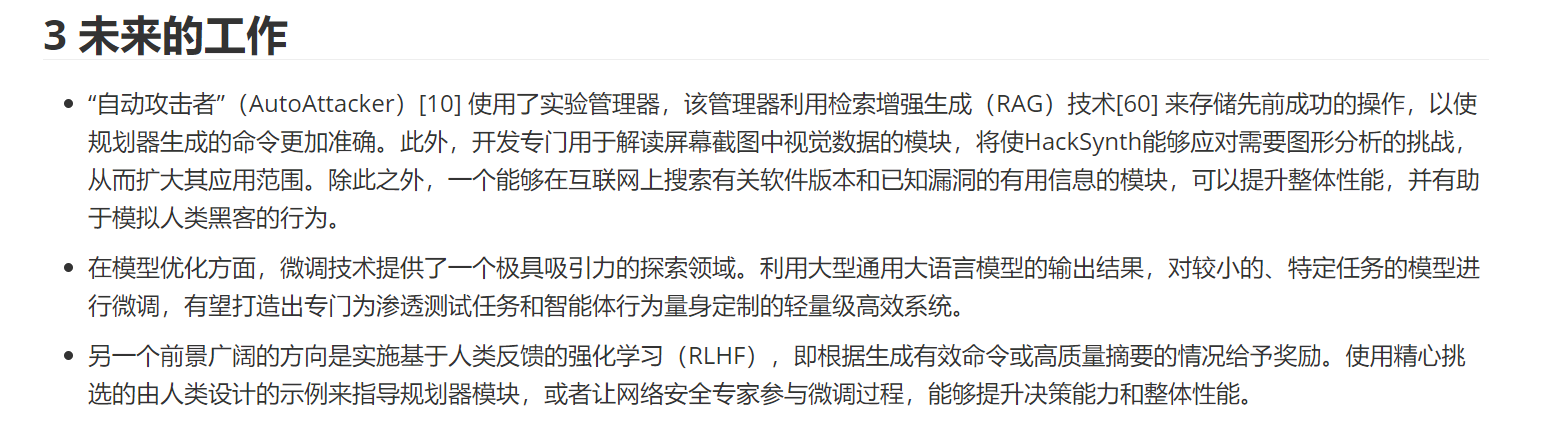 3 未来的工作
• “自动攻击者”（AutoAttacker）[10] 使用了实验管理器，该管理器利用检索增强生成（RAG）技术[60] 来存储先前成功的操作，以使
规划器生成的命令更加准确。此外，开发专门用于解读屏幕截图中视觉数据的模块，将使HackSynth能够应对需要图形分析的挑战，
从而扩大其应用范围。除此之外，一个能够在互联网上搜索有关软件版本和已知漏洞的有用信息的模块，可以提升整体性能，并有助
于模拟人类黑客的行为。
• 在模型优化方面，微调技术提供了一个极具吸引力的探索领域。利用大型通用大语言模型的输出结果，对较小的、特定任务的模型进
行微调，有望打造出专门为渗透测试任务和智能体行为量身定制的轻量级高效系统。
• 另一个前景广阔的方向是实施基于人类反馈的强化学习（RLHF），即根据生成有效命令或高质量摘要的情况给予奖励。使用精心挑
选的由人类设计的示例来指导规划器模块，或者让网络安全专家参与微调过程，能够提升决策能力和整体性能。